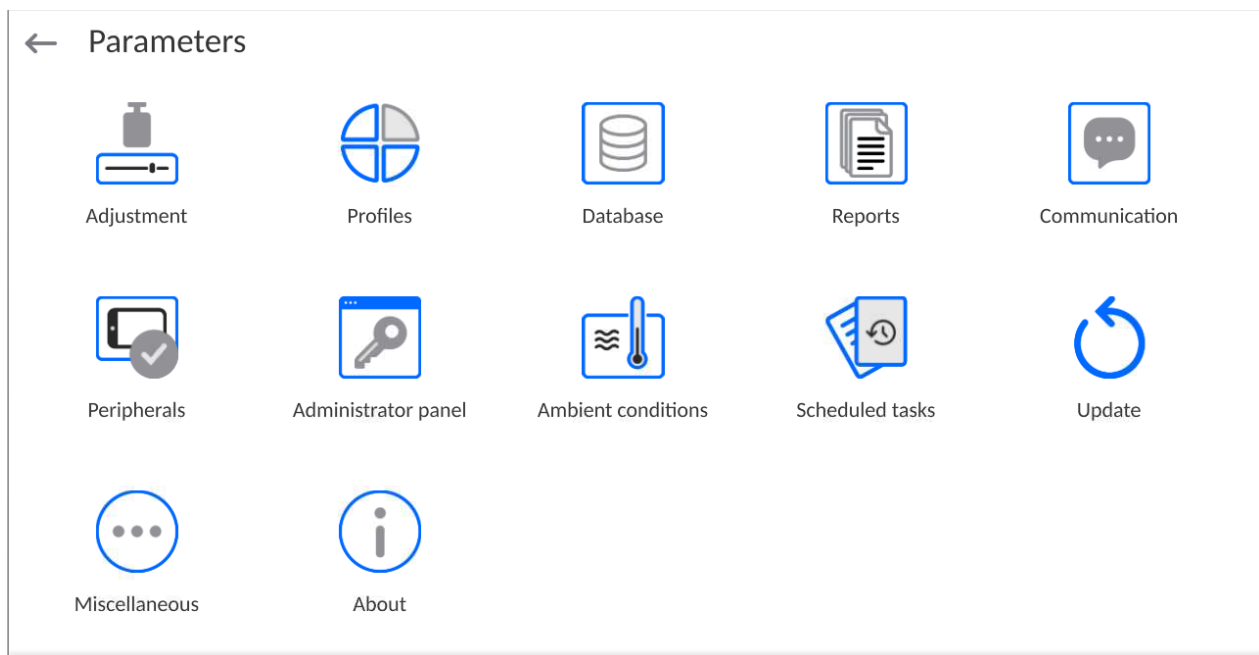 Parameters
Adjustment
Profiles
Database
Reports
Communication
Peripherals
Administrator panel
Ambient conditions
Scheduled tasks
Update
Miscellaneous
About